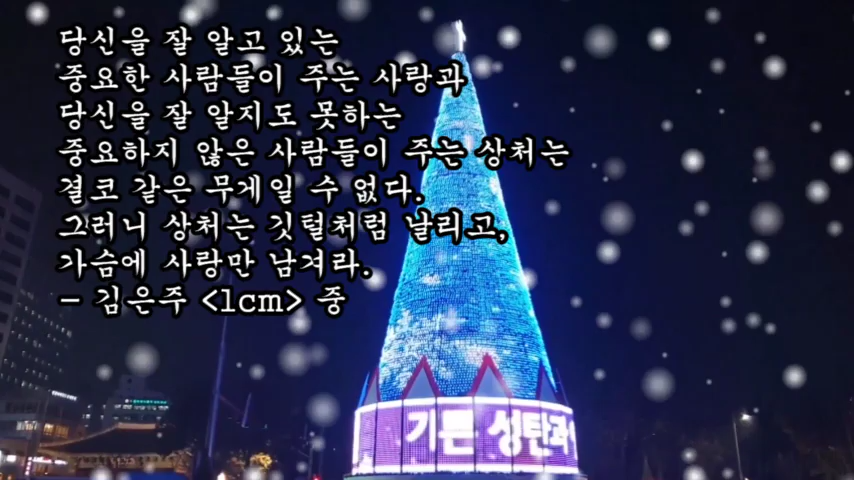 당신을 잘 알고 있는
중요한 사람들이 주는 사랑과
당신을 잘 알지도 못하는
중요하지 않은 사람들이 주는 상처는
결코 같은 무게일 수 없다.
그러니 상처는 깃털처럼 날리고,
가슴에 사랑만 남겨라.
- 김은주 <1cm> 중
기쁜 성탄과